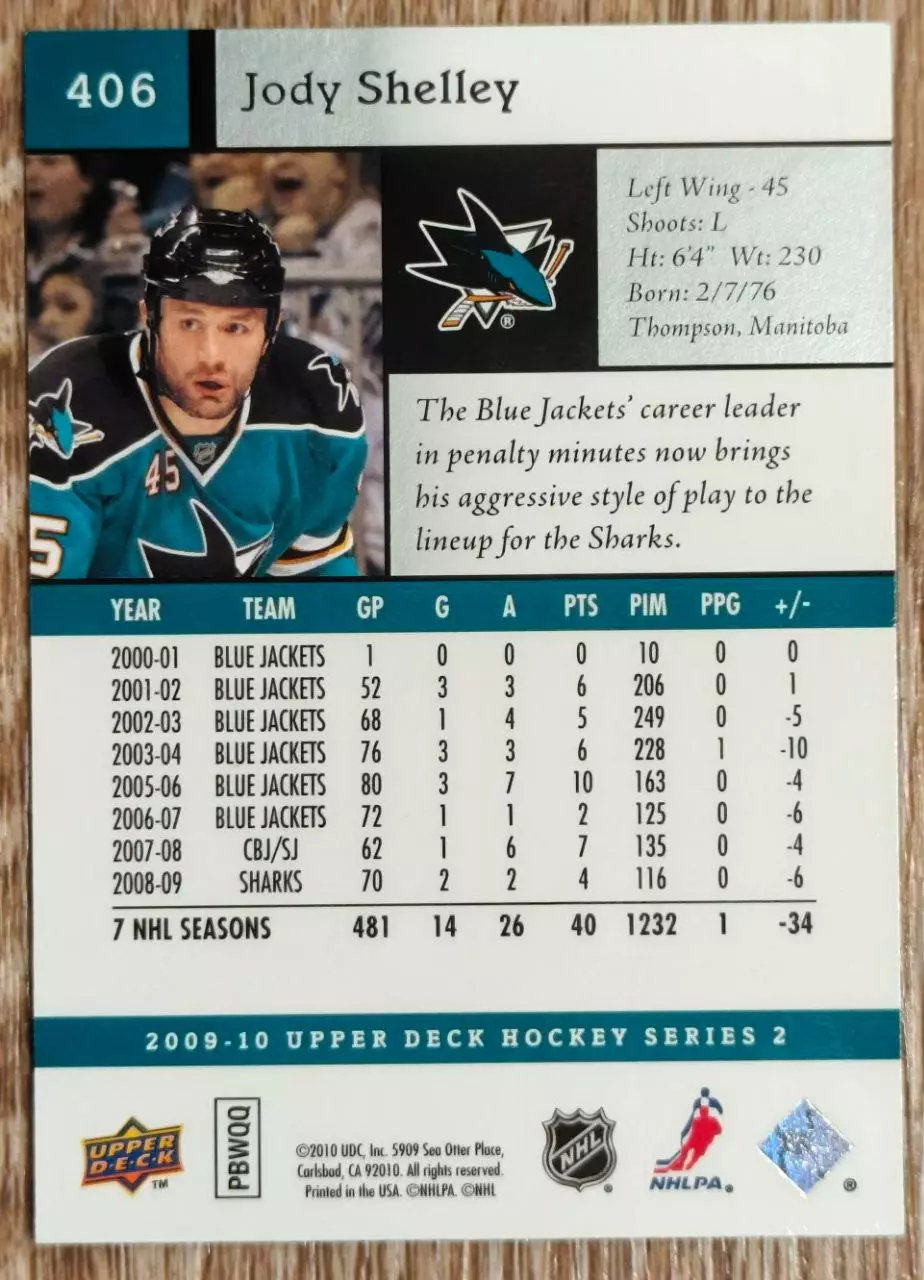 406
Jody Shelley
Left Wing - 45
Shoots: L
Ht: 6'4" Wt: 230
Born: 2/7/76
Thompson, Manitoba
The Blue Jackets' career leader
in penalty minutes now brings
his aggressive style of play to the
lineup for the Sharks.
45
5
YEAR TEAM GP G A PTS PIM PPG +/-
2000-01 BLUE JACKETS 1 0 0 0 10 0 0
2001-02 BLUE JACKETS 52 3 3 6 206 0 1
2002-03 BLUE JACKETS 68 1 4 5 249 0 -5
2003-04 BLUE JACKETS 76 3 3 6 228 1 -10
2005-06 BLUE JACKETS 80 3 7 10 163 0 -4
2006-07 BLUE JACKETS 72 1 1 2 125 0 -6
2007-08 CBJ/SJ 62 1 6 7 135 0 -4
2008-09 SHARKS 70 2 2 4 116 0 -6
7 NHL SEASONS 481 14 26 40 1232 1 -34
2009-10 UPPER DECK HOCKEY SERIES 2
UPPER
D·E·C·K
TM
PBWQQ
©2010 UDC, Inc. 5909 Sea Otter Place,
Carlsbad, CA 92010. All rights reserved.
Printed in the USA. ©NHLPA. ©NHL
NHL
®
NHLPA®
®